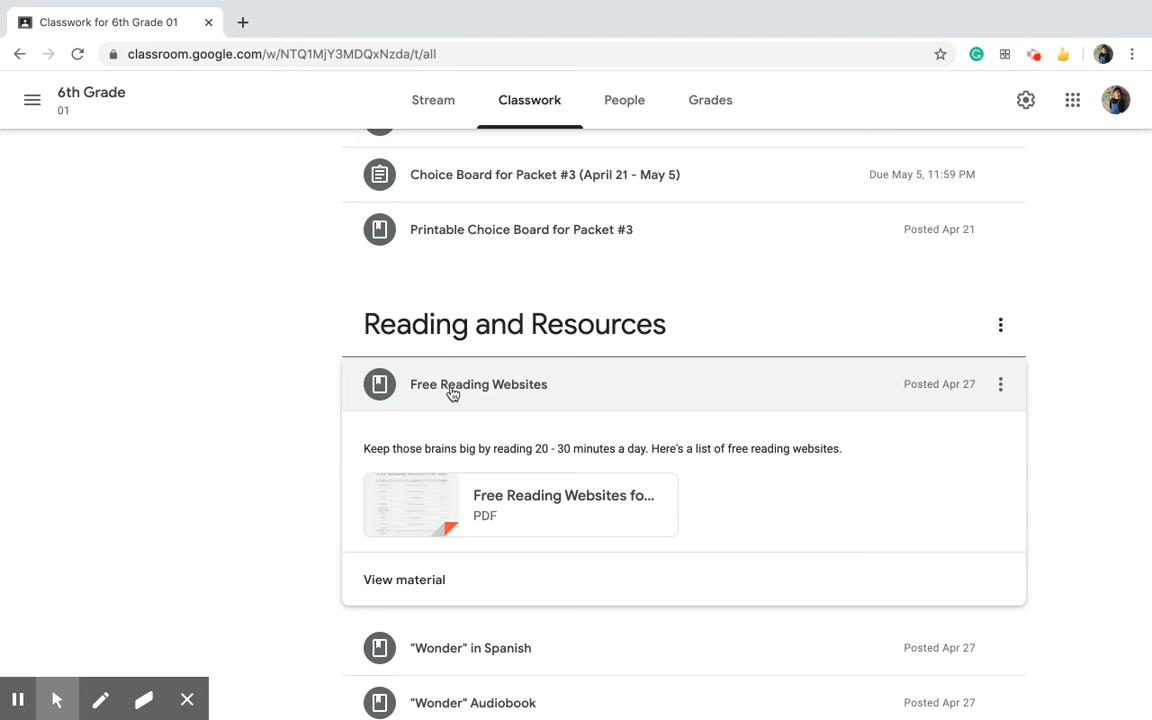 Classwork for 6th Grade 01
classroom.google.com/w/NTQ1MjY3MDQxNzda/t/all
6th Grade
01
Stream
Classwork
People
Grades
Choice Board for Packet #3 (April 21 - May 5)
Due May 5, 11:59 PM
Printable Choice Board for Packet #3
Posted Apr 21
Reading and Resources
Free Reading Websites
Posted Apr 27
Keep those brains big by reading 20 - 30 minutes a day. Here's a list of free reading websites.
Free Reading Websites fo...
PDF
View material
"Wonder" in Spanish
Posted Apr 27
"Wonder" Audiobook
Posted Apr 27